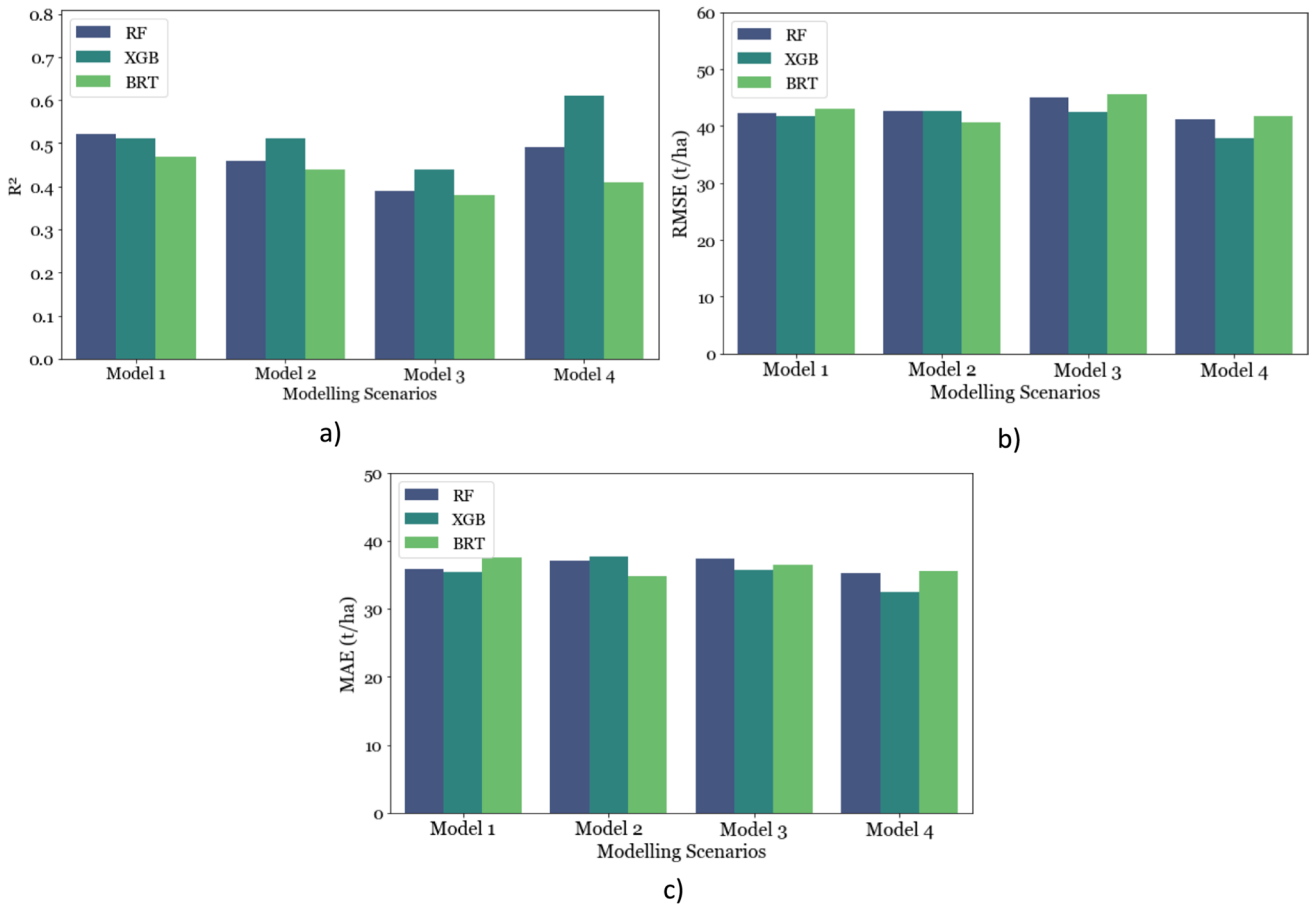 0.8
0.7
0.6
0.5
0.4
0.3
0.2
0.1
0.0
R²
RF
XGB
BRT
Model 1 Model 2 Model 3 Model 4
Modelling Scenarios
a)
60
50
40
30
20
10
0
RMSE (t/ha)
RF
XGB
BRT
Model 1 Model 2 Model 3 Model 4
Modelling Scenarios
b)
50
40
30
20
10
0
MAE (t/ha)
RF
XGB
BRT
Model 1 Model 2 Model 3 Model 4
Modelling Scenarios
c)